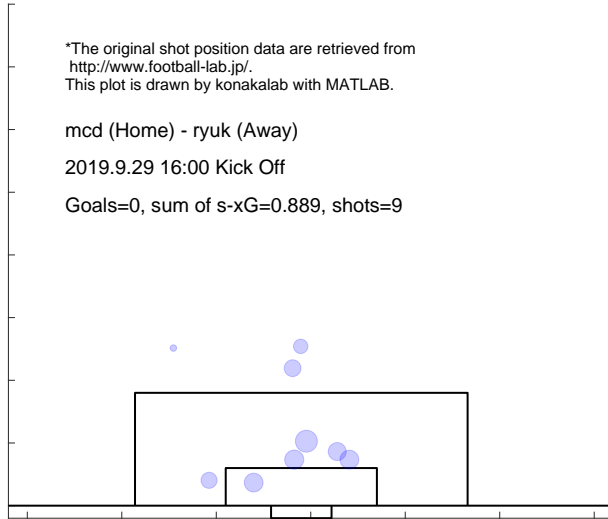 *The original shot position data are retrieved from
http://www.football-lab.jp/.
This plot is drawn by konakalab with MATLAB.
mcd (Home) - ryuk (Away)
2019.9.29 16:00 Kick Off
Goals=0, sum of s-xG=0.889, shots=9